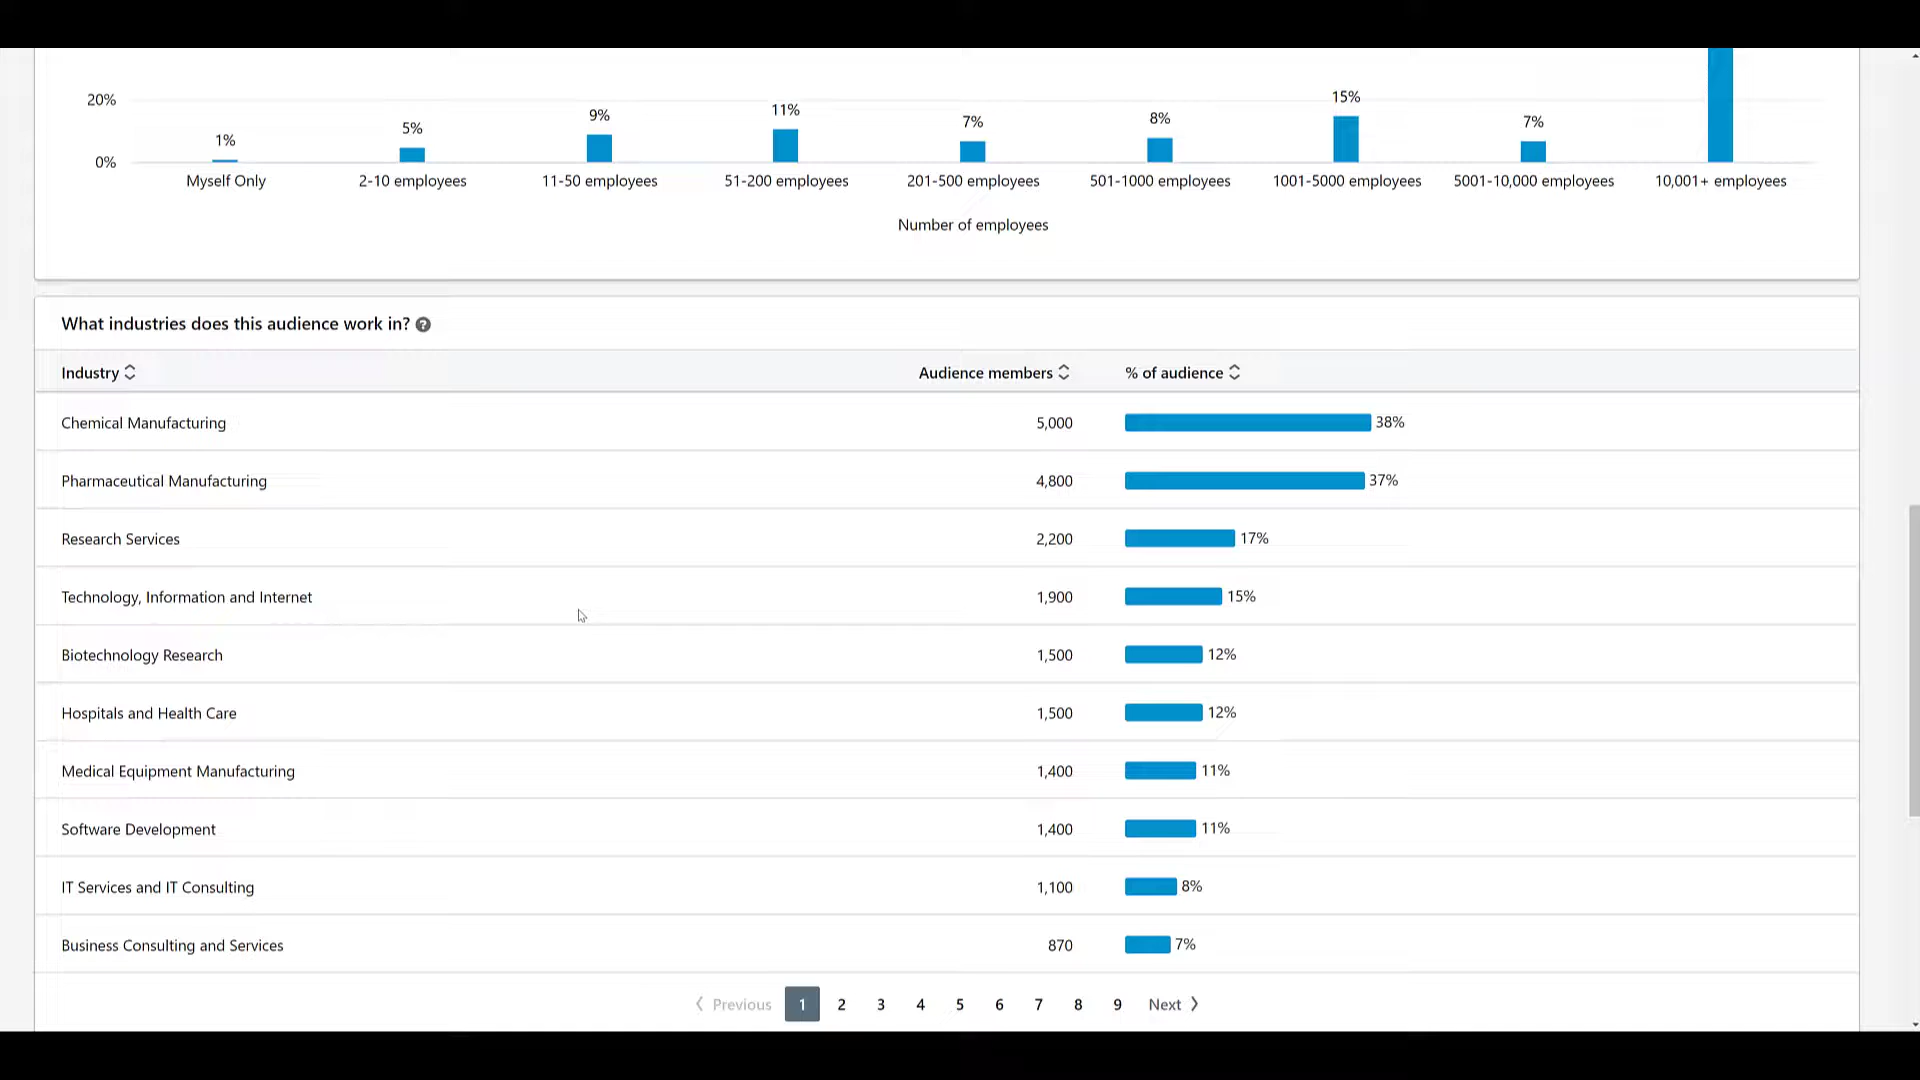 20%
0%
1%
5%
9%
11%
7%
8%
15%
7%
Myself Only
2-10 employees
11-50 employees
51-200 employees
201-500 employees
501-1000 employees
1001-5000 employees
5001-10,000 employees
10,001+ employees
Number of employees
What industries does this audience work in? ?
Industry Audience members % of audience
Chemical Manufacturing 5,000 38%
Pharmaceutical Manufacturing 4,800 37%
Research Services 2,200 17%
Technology, Information and Internet 1,900 15%
Biotechnology Research 1,500 12%
Hospitals and Health Care 1,500 12%
Medical Equipment Manufacturing 1,400 11%
Software Development 1,400 11%
IT Services and IT Consulting 1,100 8%
Business Consulting and Services 870 7%
Previous 1 2 3 4 5 6 7 8 9 Next